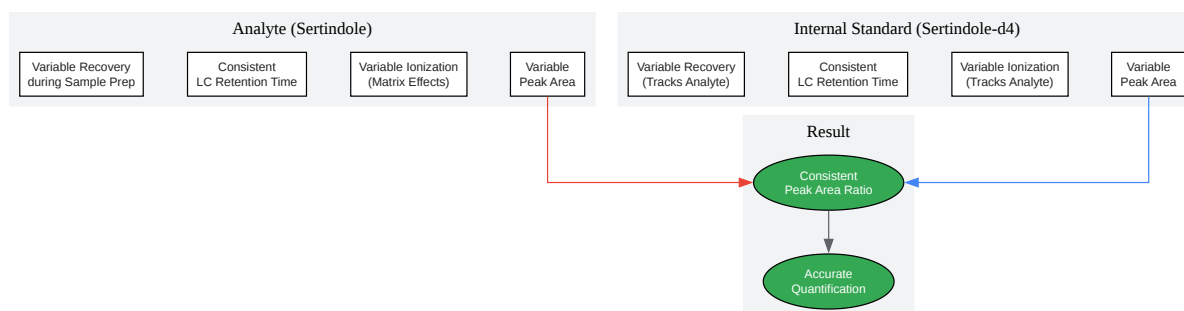 Analyte (Sertindole)
Variable Recovery
during Sample Prep
Consistent
LC Retention Time
Variable Ionization
(Matrix Effects)
Variable
Peak Area
Internal Standard (Sertindole-d4)
Variable Recovery
(Tracks Analyte)
Consistent
LC Retention Time
Variable Ionization
(Tracks Analyte)
Variable
Peak Area
Result
Consistent
Peak Area Ratio
Accurate
Quantification